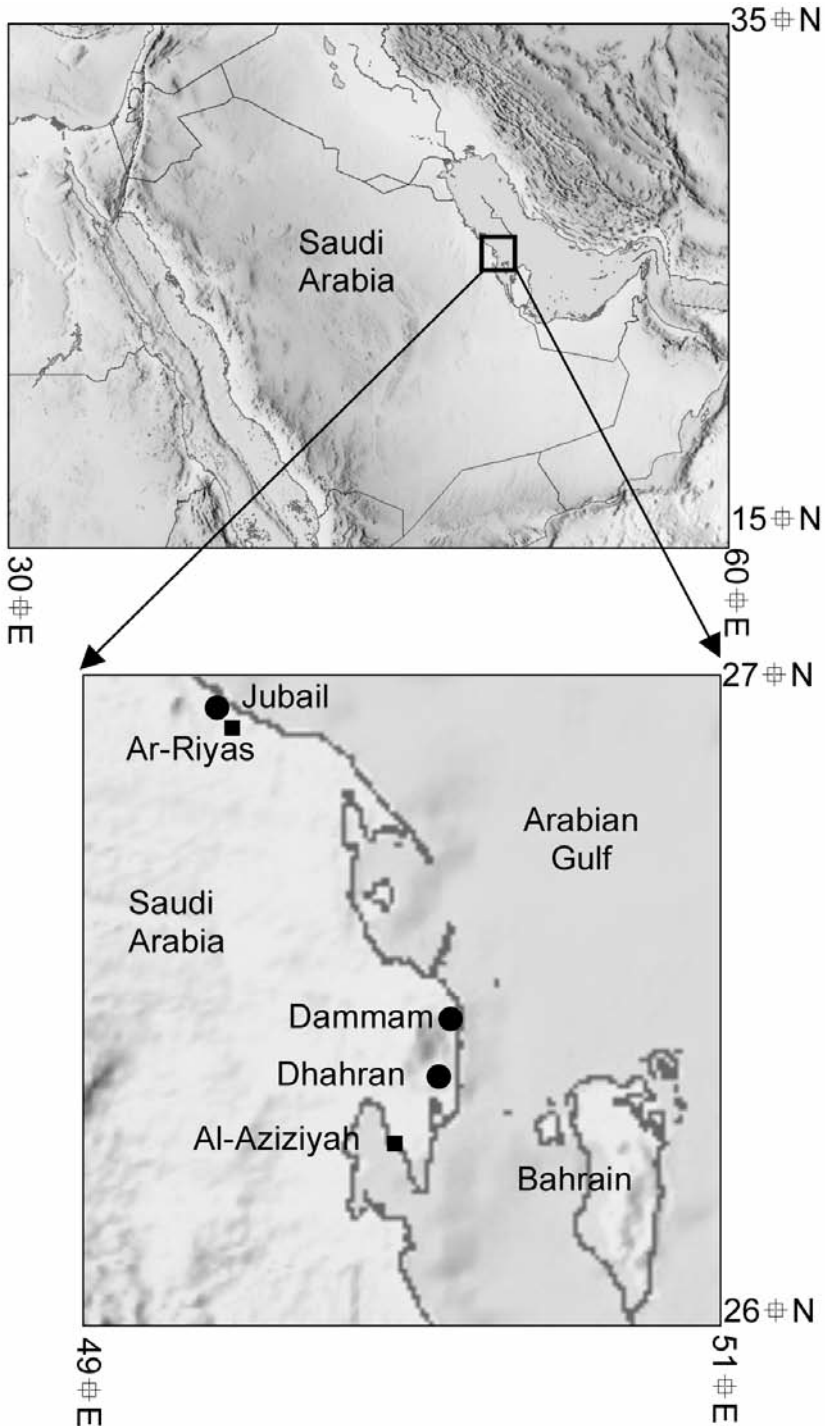 35⌖N
Saudi
Arabia
15⌖N
30⌖E
60⌖E
27⌖N
Jubail
Ar-Riyas
Arabian
Gulf
Saudi
Arabia
Dammam
Dhahran
Al-Aziziyah
Bahrain
26⌖N
49⌖E
51⌖E